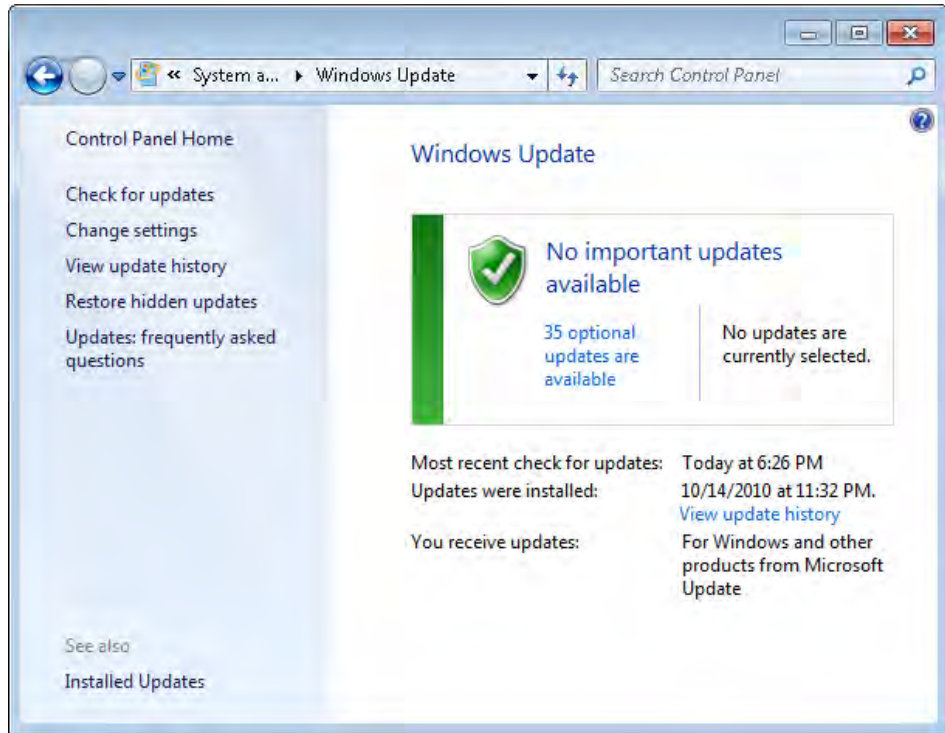 « System a... ▸ Windows Update
Search Control Panel
Control Panel Home
Check for updates
Change settings
View update history
Restore hidden updates
Updates: frequently asked
questions
See also
Installed Updates
Windows Update
No important updates
available
35 optional
updates are
available
No updates are
currently selected.
Most recent check for updates: Today at 6:26 PM
Updates were installed: 10/14/2010 at 11:32 PM.
View update history
You receive updates: For Windows and other
products from Microsoft
Update